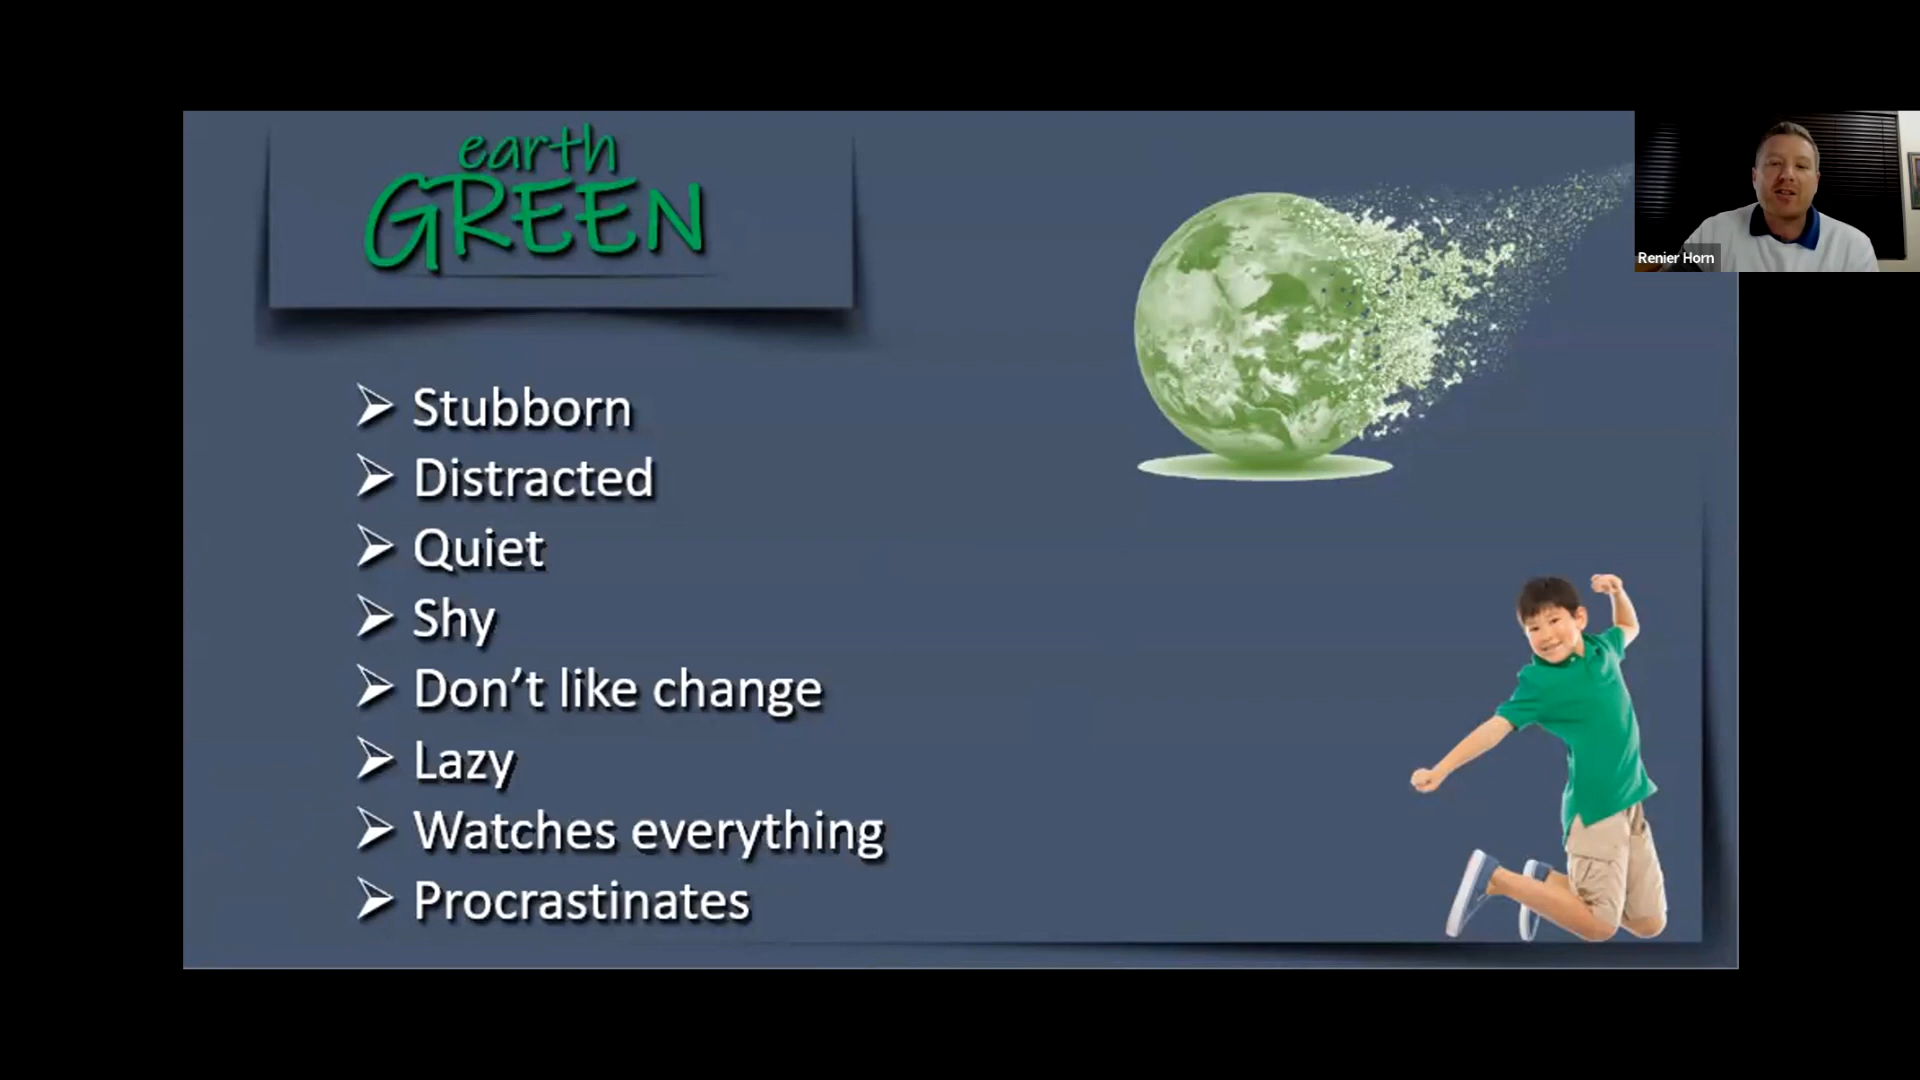 earth
GREEN
Renier Horn
Stubborn
Distracted
Quiet
Shy
Don’t like change
Lazy
Watches everything
Procrastinates